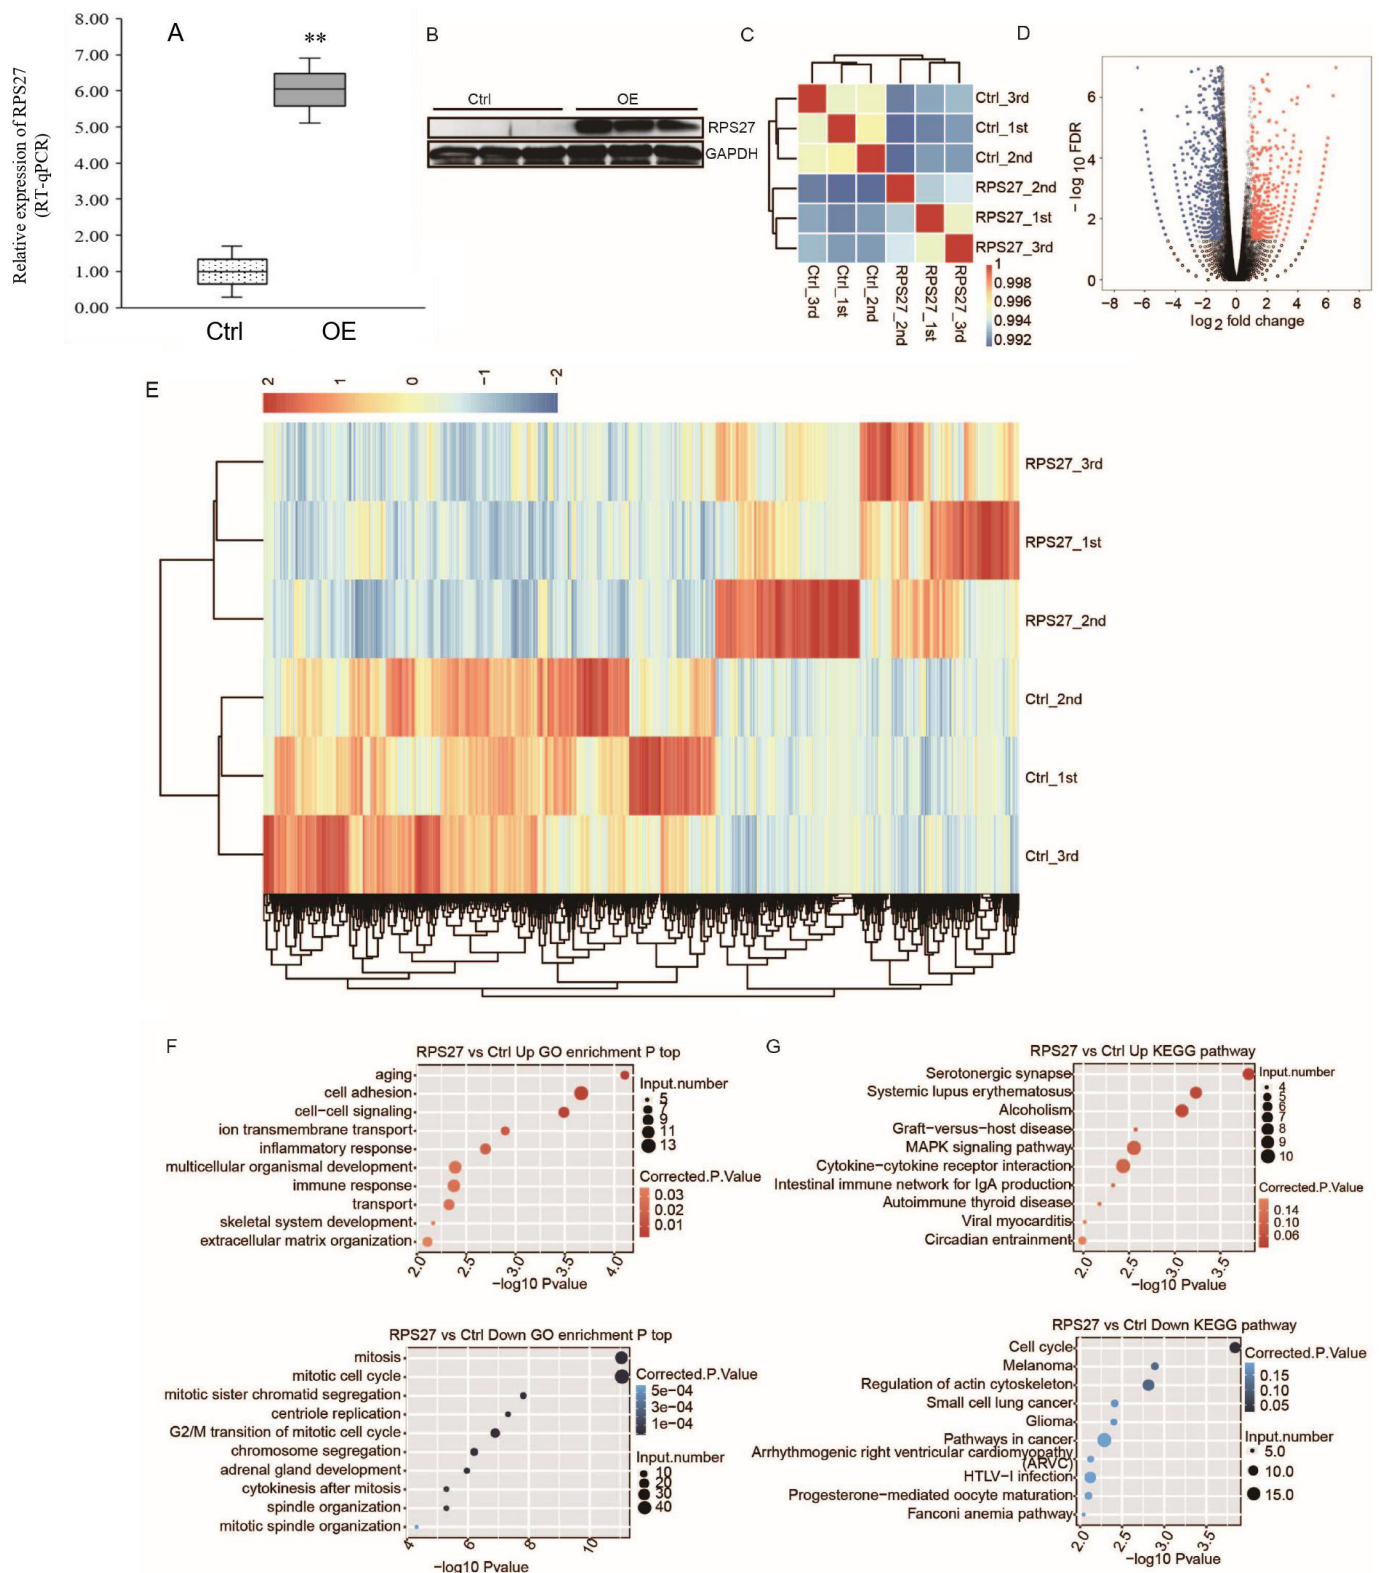 A
Relative expression of RPS27
(RT-qPCR)
8.00
7.00
6.00
5.00
4.00
3.00
2.00
1.00
0.00
**
Ctrl
OE
B
Ctrl
OE
RPS27
GAPDH
C
Ctrl_3rd
Ctrl_1st
Ctrl_2nd
RPS27_2nd
RPS27_1st
RPS27_3rd
Ctrl_3rd
Ctrl_1st
Ctrl_2nd
RPS27_2nd
RPS27_1st
RPS27_3rd
1
0.998
0.996
0.994
0.992
D
− log 10 FDR
6
4
2
0
−8
−6
−4
−2
0
2
4
6
8
log 2 fold change
E
2
1
0
-1
-2
RPS27_3rd
RPS27_1st
RPS27_2nd
Ctrl_2nd
Ctrl_1st
Ctrl_3rd
F
RPS27 vs Ctrl Up GO enrichment P top
aging
cell adhesion
cell−cell signaling
ion transmembrane transport
inflammatory response
multicellular organismal development
immune response
transport
skeletal system development
extracellular matrix organization
2.0
2.5
3.0
3.5
4.0
−log10 Pvalue
Input.number
5
7
9
11
13
Corrected.P.Value
0.03
0.02
0.01
RPS27 vs Ctrl Down GO enrichment P top
mitosis
mitotic cell cycle
mitotic sister chromatid segregation
centriole replication
G2/M transition of mitotic cell cycle
chromosome segregation
adrenal gland development
cytokinesis after mitosis
spindle organization
mitotic spindle organization
4
6
8
10
−log10 Pvalue
Corrected.P.Value
5e−04
3e−04
1e−04
Input.number
10
20
30
40
G
RPS27 vs Ctrl Up KEGG pathway
Serotonergic synapse
Systemic lupus erythematosus
Alcoholism
Graft−versus−host disease
MAPK signaling pathway
Cytokine−cytokine receptor interaction
Intestinal immune network for IgA production
Autoimmune thyroid disease
Viral myocarditis
Circadian entrainment
2.0
2.5
3.0
3.5
−log10 Pvalue
Input.number
4
5
6
7
8
9
10
Corrected.P.Value
0.14
0.10
0.06
RPS27 vs Ctrl Down KEGG pathway
Cell cycle
Melanoma
Regulation of actin cytoskeleton
Small cell lung cancer
Glioma
Pathways in cancer
Arrhythmogenic right ventricular cardiomyopathy
(ARVC)
HTLV−I infection
Progesterone−mediated oocyte maturation
Fanconi anemia pathway
2.0
2.5
3.0
3.5
−log10 Pvalue
Corrected.P.Value
0.15
0.10
0.05
Input.number
5.0
10.0
15.0